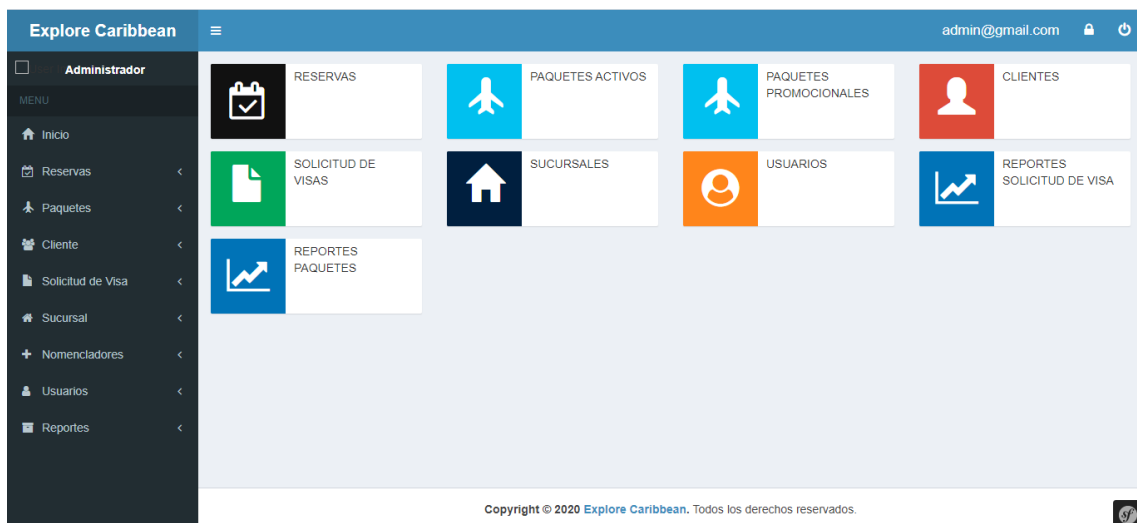 Explore Caribbean
admin@gmail.com
Administrador
MENU
Inicio
Reservas
Paquetes
Cliente
Solicitud de Visa
Sucursal
Nomencladores
Usuarios
Reportes
RESERVAS
PAQUETES ACTIVOS
PAQUETES
PROMOCIONALES
CLIENTES
SOLICITUD DE
VISAS
SUCURSALES
USUARIOS
REPORTES
SOLICITUD DE VISA
REPORTES
PAQUETES
Copyright © 2020 Explore Caribbean. Todos los derechos reservados.
sf